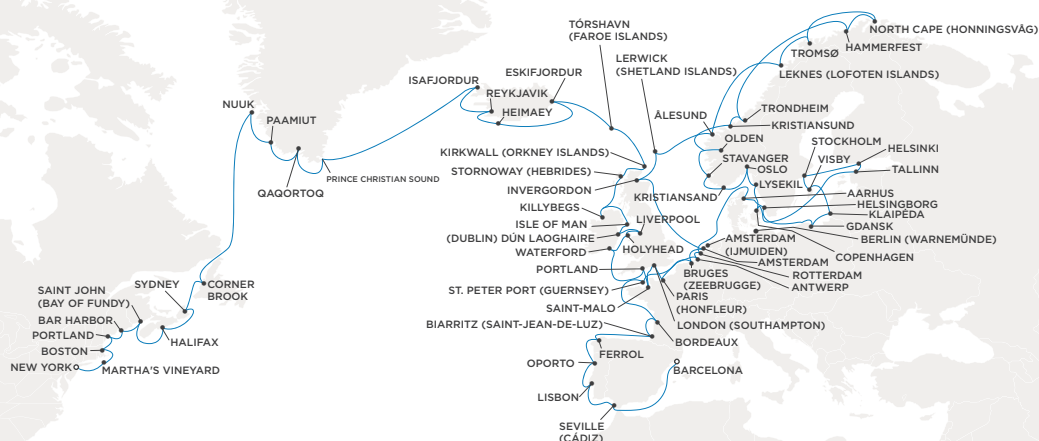 TÓRSHAVN
(FAROE ISLANDS)
NORTH CAPE (HONNINGSVÅG)
HAMMERFEST
TROMSØ
LERWICK
(SHETLAND ISLANDS)
LEKNES (LOFOTEN ISLANDS)
ESKIFJORDUR
ISAFJORDUR
REYKJAVIK
HEIMAEY
NUUK
PAAMIUT
QAQORTOQ
PRINCE CHRISTIAN SOUND
TRONDHEIM
ÅLESUND
KRISTIANSUND
OLDEN
STOCKHOLM
HELSINKI
KIRKWALL (ORKNEY ISLANDS)
STAVANGER
VISBY
STORNOWAY (HEBRIDES)
OSLO
TALLINN
INVERGORDON
LYSEKIL
KRISTIANSAND
AARHUS
KILLYBEGS
HELSINGBORG
LIVERPOOL
KLAIPĖDA
ISLE OF MAN
GDANSK
(DUBLIN) DÚN LAOGHAIRE
AMSTERDAM
(IJMUIDEN)
BERLIN (WARNEMÜNDE)
WATERFORD
HOLYHEAD
COPENHAGEN
AMSTERDAM
PORTLAND
BRUGES
(ZEEBRUGGE)
ROTTERDAM
ANTWERP
ST. PETER PORT (GUERNSEY)
PARIS
(HONFLEUR)
SAINT-MALO
BIARRITZ (SAINT-JEAN-DE-LUZ)
LONDON (SOUTHAMPTON)
BORDEAUX
FERROL
OPORTO
BARCELONA
LISBON
SEVILLE
(CÁDIZ)
SYDNEY
CORNER
BROOK
SAINT JOHN
(BAY OF FUNDY)
BAR HARBOR
PORTLAND
HALIFAX
BOSTON
NEW YORK
MARTHA'S VINEYARD